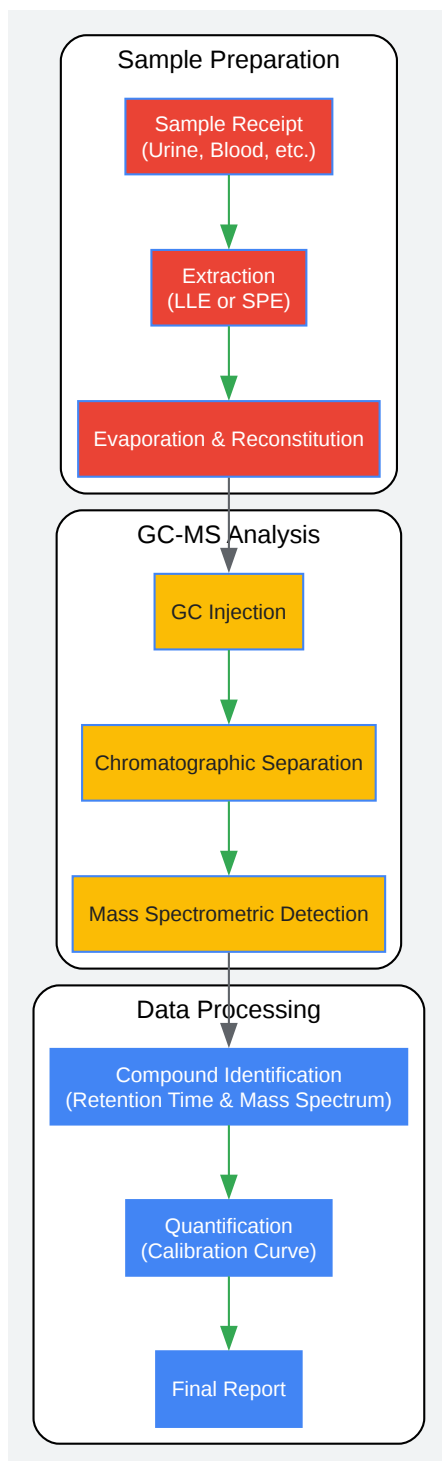 Sample Preparation
Sample Receipt
(Urine, Blood, etc.)
Extraction
(LLE or SPE)
Evaporation & Reconstitution
GC-MS Analysis
GC Injection
Chromatographic Separation
Mass Spectrometric Detection
Data Processing
Compound Identification
(Retention Time & Mass Spectrum)
Quantification
(Calibration Curve)
Final Report